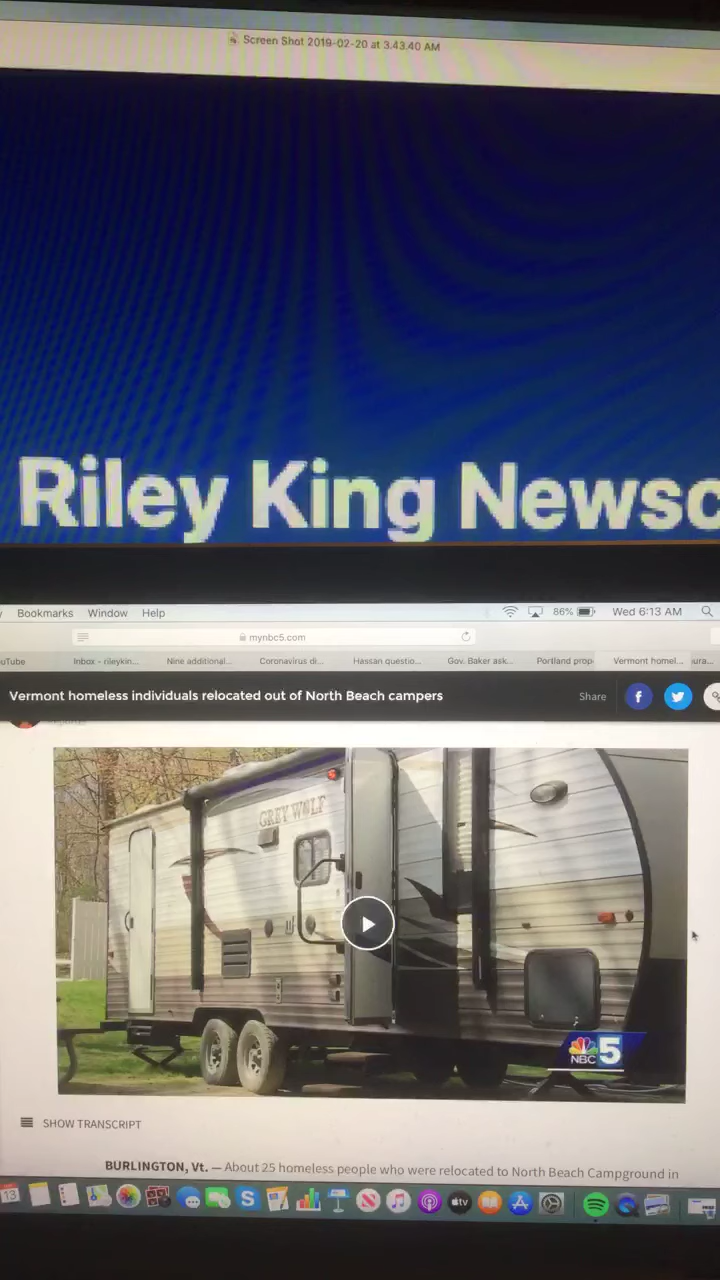 Screen Shot 2019-02-20 at 3.43.40 AM
Riley King Newsc
Bookmarks Window Help 86% Wed 6:13 AM
mynbc5.com
uTube Inbox - rileykin... Nine additional... Coronavirus di... Hassan questio... Gov. Baker ask... Portland prop Vermont homel... ura...
Vermont homeless individuals relocated out of North Beach campers Share
GREY WOLF
NBC 5
SHOW TRANSCRIPT
BURLINGTON, Vt. — About 25 homeless people who were relocated to North Beach Campground in
13
tv